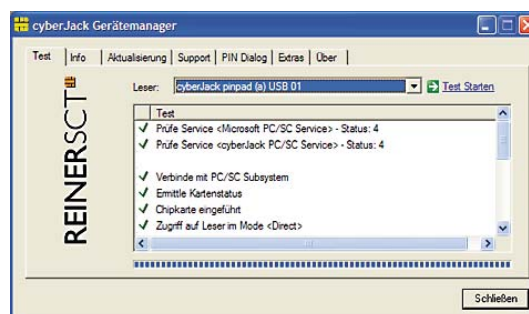 cyberJack Gerätemanager
Test Info Aktualisierung Support PIN Dialog Extras Über
REINERSCT
Leser: cyberJack pinpad (a) USB 01 Test Starten
Test
Prüfe Service <Microsoft PC/SC Service> - Status: 4
Prüfe Service <cyberJack PC/SC Service> - Status: 4
Verbinde mit PC/SC Subsystem
Ermittle Kartenstatus
Chipkarte eingeführt
Zugriff auf Leser im Mode <Direct>
Schließen